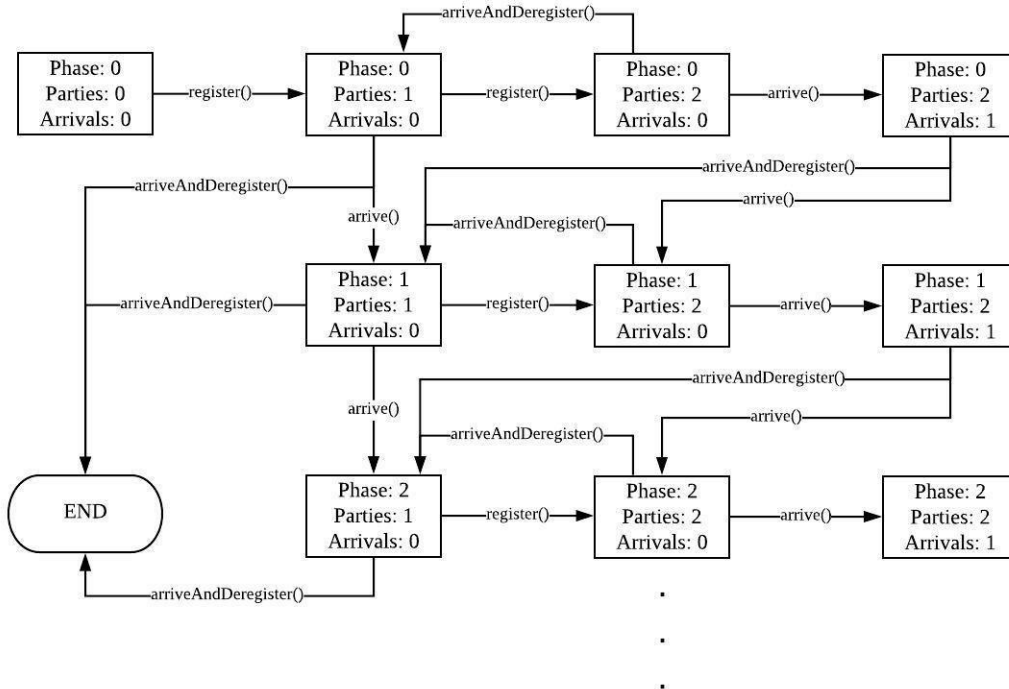 arriveAndDeregister()
Phase: 0
Parties: 0
Arrivals: 0
register()
Phase: 0
Parties: 1
Arrivals: 0
register()
Phase: 0
Parties: 2
Arrivals: 0
arrive()
Phase: 0
Parties: 2
Arrivals: 1
arriveAndDeregister()
arriveAndDeregister()
arrive()
arrive()
arriveAndDeregister()
arriveAndDeregister()
Phase: 1
Parties: 1
Arrivals: 0
register()
Phase: 1
Parties: 2
Arrivals: 0
arrive()
Phase: 1
Parties: 2
Arrivals: 1
arriveAndDeregister()
arrive()
arrive()
arriveAndDeregister()
END
Phase: 2
Parties: 1
Arrivals: 0
register()
Phase: 2
Parties: 2
Arrivals: 0
arrive()
Phase: 2
Parties: 2
Arrivals: 1
arriveAndDeregister()
.
.
.